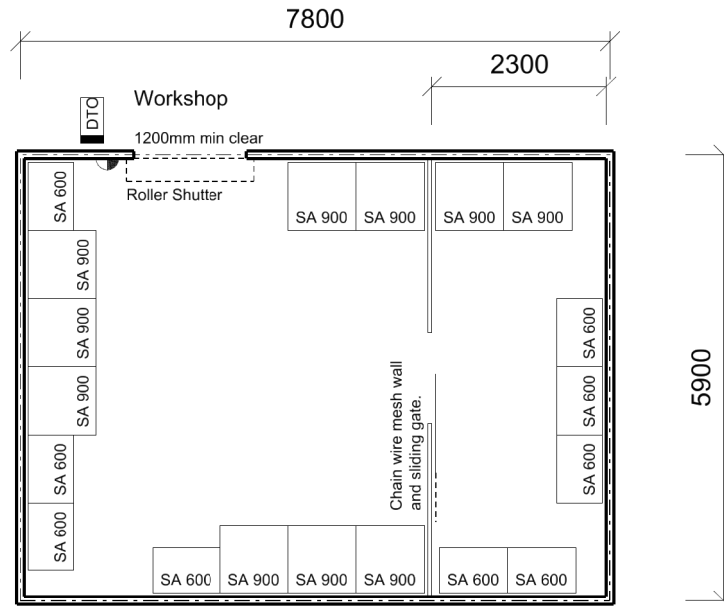 7800
2300
DTO
Workshop
1200mm min clear
Roller Shutter
SA 600
SA 900
SA 900
SA 900
SA 900
SA 900
SA 900
SA 900
SA 900
SA 600
SA 600
SA 600
SA 600
SA 600
5900
Chain wire mesh wall
and sliding gate.
SA 600
SA 900
SA 900
SA 900
SA 600
SA 600